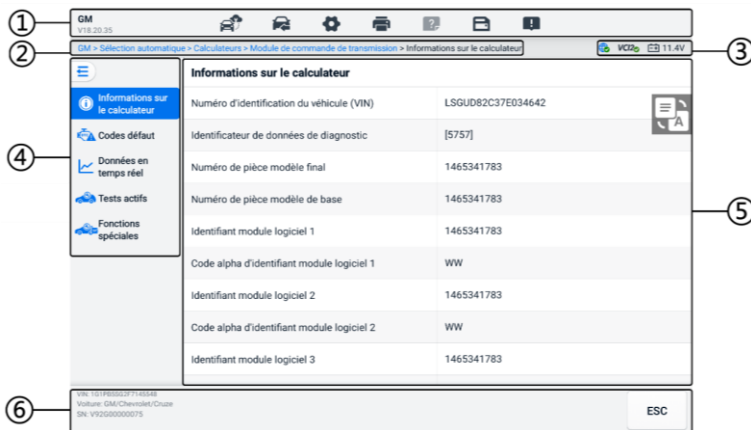 ①
GM
V18.20.35
②
GM > Sélection automatique > Calculateurs > Module de commande de transmission > Informations sur le calculateur
VCI 11.4V
③
④
Informations sur le calculateur
Codes défaut
Données en temps réel
Tests actifs
Fonctions spéciales
Informations sur le calculateur
Numéro d'identification du véhicule (VIN) LSGUD82C37E034642
Identificateur de données de diagnostic [5757]
Numéro de pièce modèle final 1465341783
Numéro de pièce modèle de base 1465341783
Identifiant module logiciel 1 1465341783
Code alpha d'identifiant module logiciel 1 WW
Identifiant module logiciel 2 1465341783
Code alpha d'identifiant module logiciel 2 WW
Identifiant module logiciel 3 1465341783
A
⑤
⑥
Voiture: GM/Chevrolet/Cruze
SN: V92G00000075
ESC